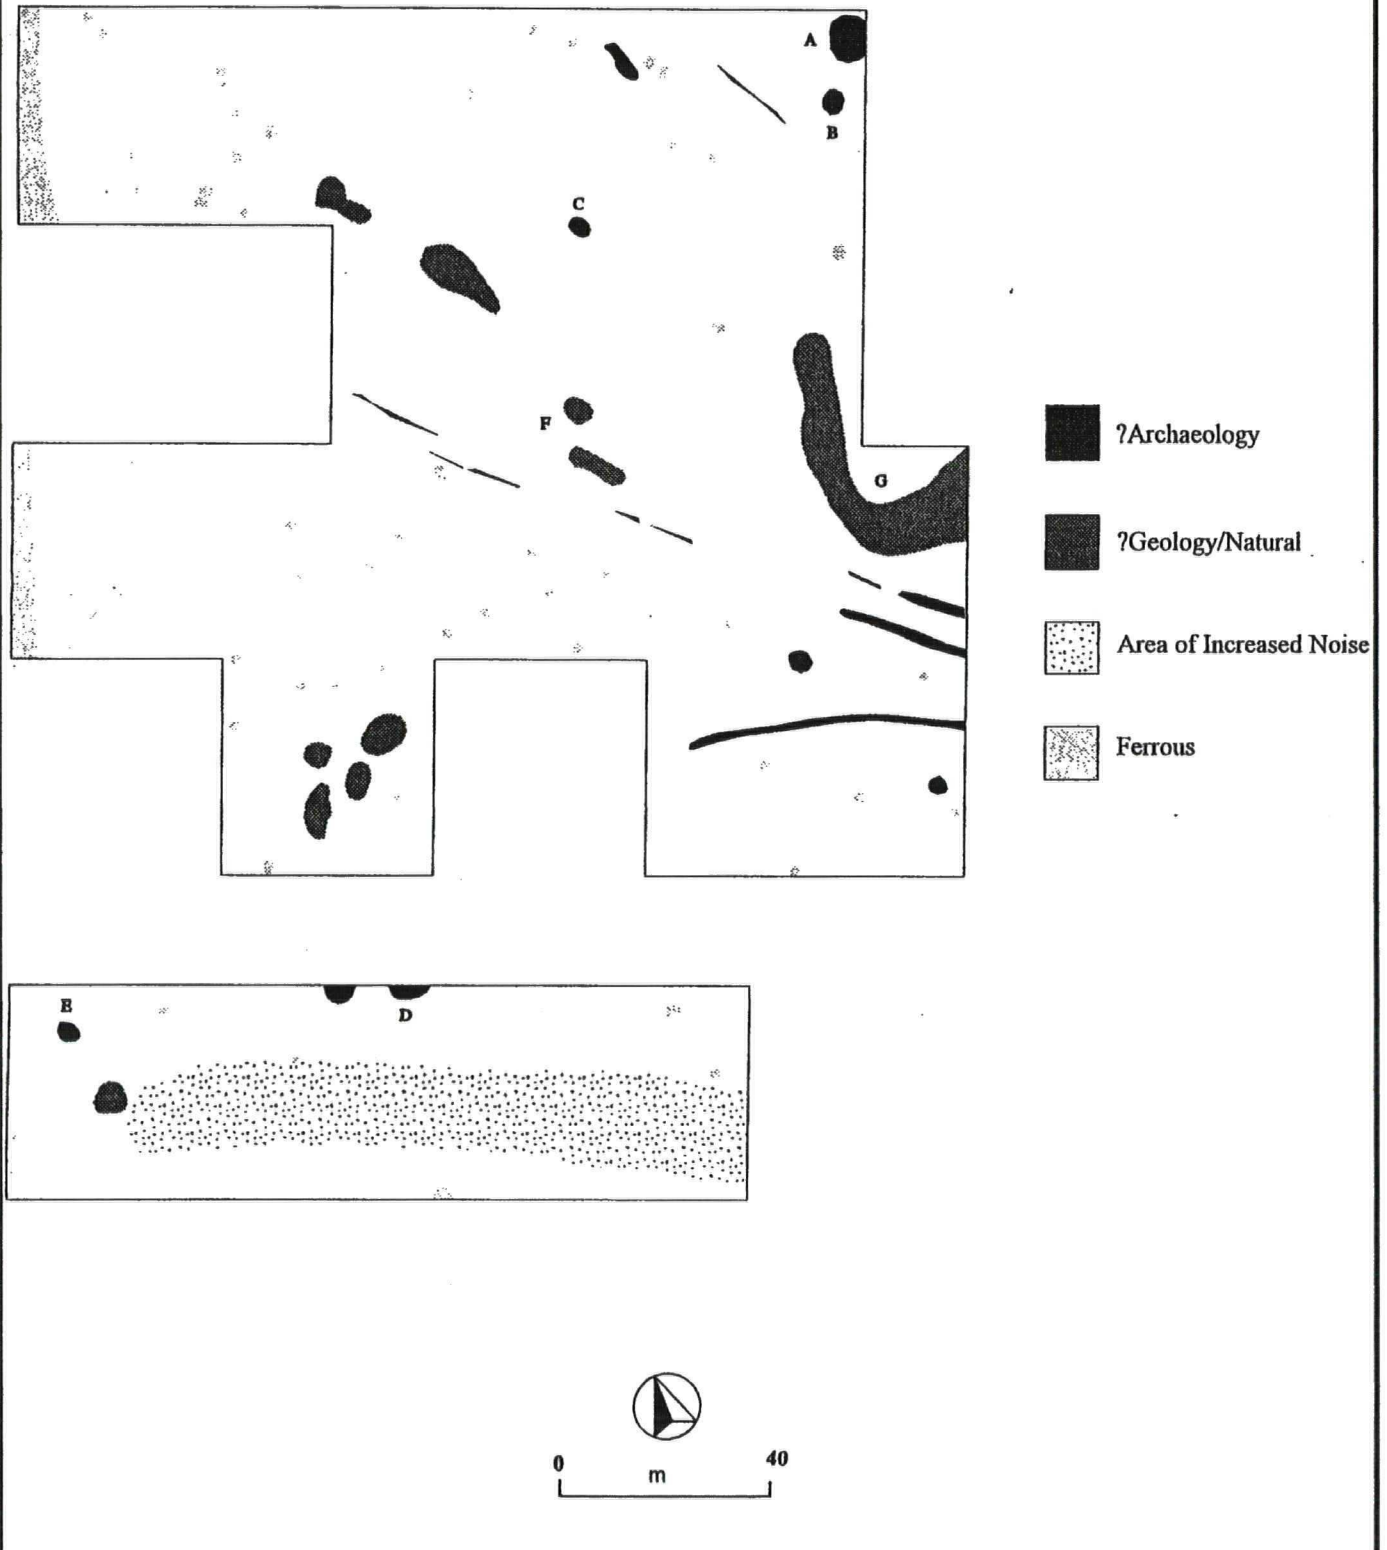 A
B
C
F
G
?Archaeology
?Geology/Natural
Area of Increased Noise
Ferrous
E
D
0 40
m